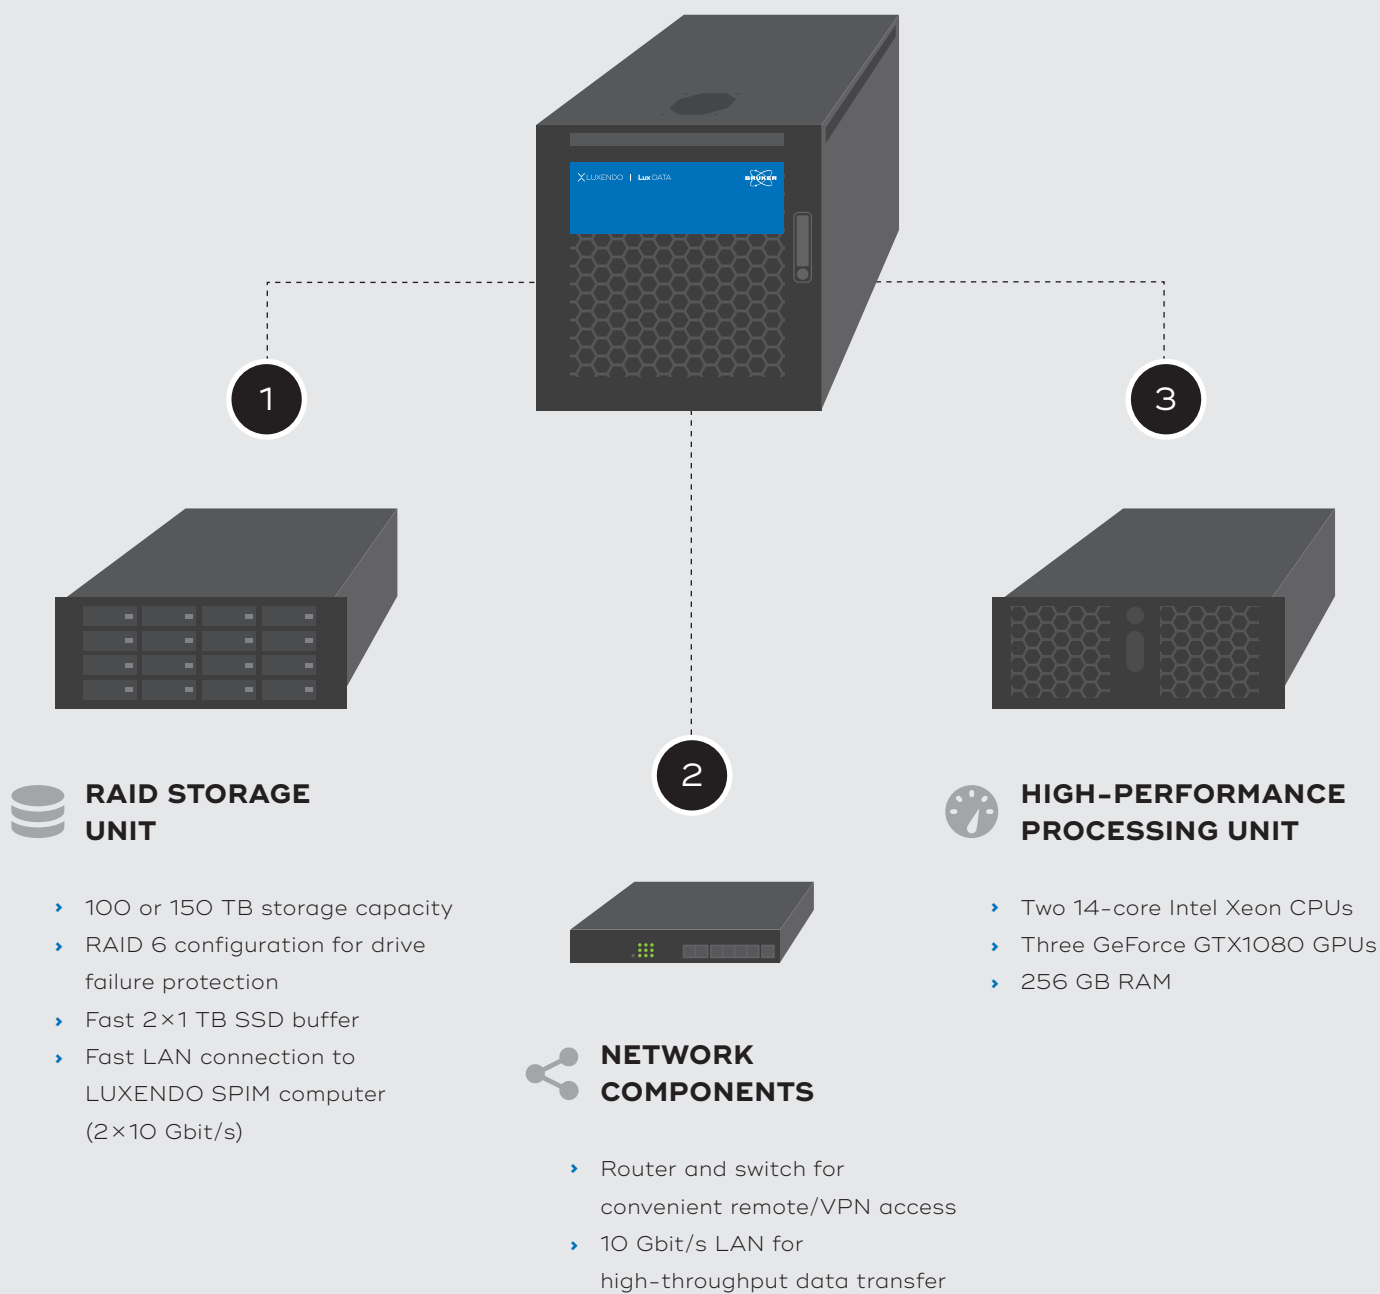 LUXENDO | LuxDATA
BRUKER
1
3
2
RAID STORAGE
UNIT
› 100 or 150 TB storage capacity
› RAID 6 configuration for drive
failure protection
› Fast 2×1 TB SSD buffer
› Fast LAN connection to
LUXENDO SPIM computer
(2×10 Gbit/s)
NETWORK
COMPONENTS
› Router and switch for
convenient remote/VPN access
› 10 Gbit/s LAN for
high-throughput data transfer
HIGH-PERFORMANCE
PROCESSING UNIT
› Two 14-core Intel Xeon CPUs
› Three GeForce GTX1080 GPUs
› 256 GB RAM